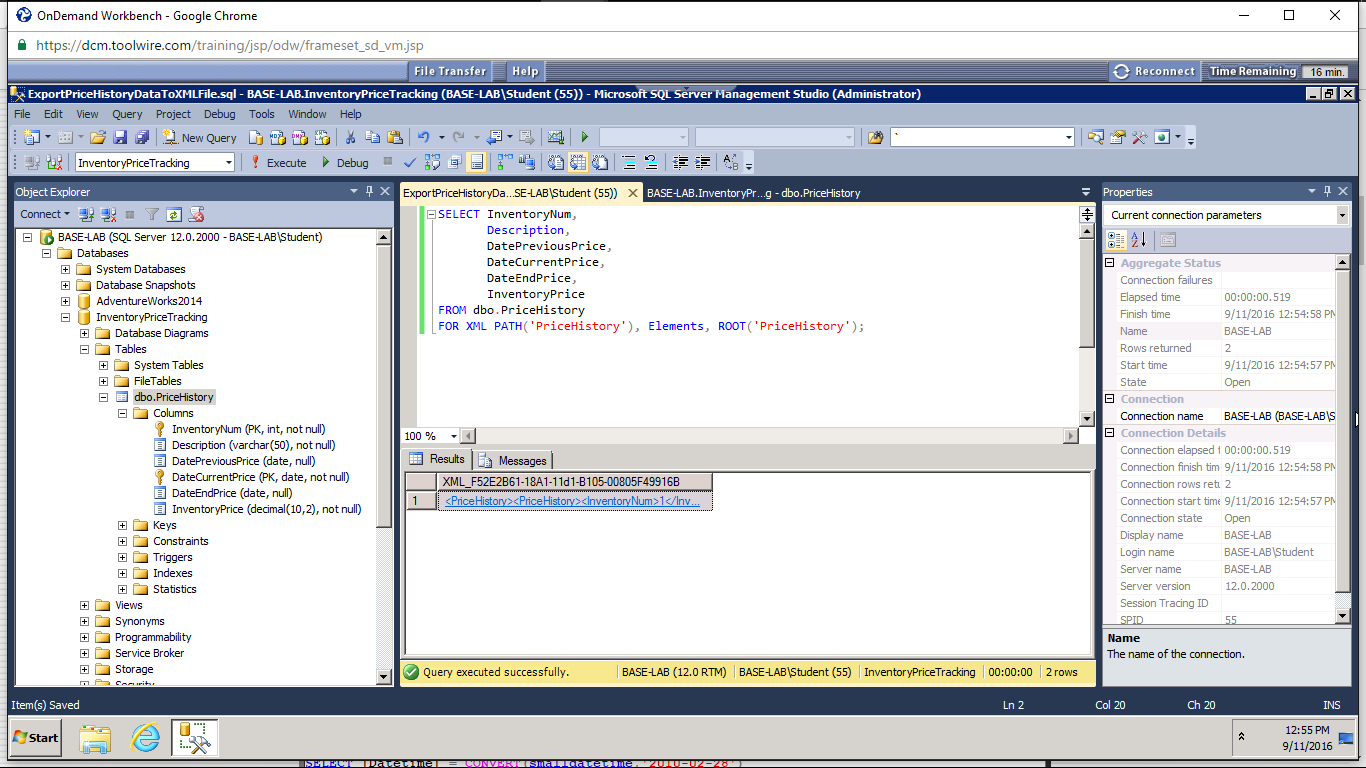 OnDemand Workbench - Google Chrome
https://dcm.toolwire.com/training/jsp/odw/frameset_sd_vm.jsp
File Transfer Help Reconnect Time Remaining 16 min.
ExportPriceHistoryDataToXMLFile.sql - BASE-LAB.InventoryPriceTracking (BASE-LAB\Student (55)) - Microsoft SQL Server Management Studio (Administrator)
File Edit View Query Project Debug Tools Window Help
New Query
InventoryPriceTracking Execute Debug
Object Explorer
Connect
BASE-LAB (SQL Server 12.0.2000 - BASE-LAB\Student)
Databases
System Databases
Database Snapshots
AdventureWorks2014
InventoryPriceTracking
Database Diagrams
Tables
System Tables
FileTables
dbo.PriceHistory
Columns
InventoryNum (PK, int, not null)
Description (varchar(50), not null)
DatePreviousPrice (date, null)
DateCurrentPrice (PK, date, not null)
DateEndPrice (date, null)
InventoryPrice (decimal(10,2), not null)
Keys
Constraints
Triggers
Indexes
Statistics
Views
Synonyms
Programmability
Service Broker
Storage
Security
ExportPriceHistoryDa...SE-LAB\Student (55)) BASE-LAB.InventoryPr...g - dbo.PriceHistory
SELECT InventoryNum,
Description,
DatePreviousPrice,
DateCurrentPrice,
DateEndPrice,
InventoryPrice
FROM dbo.PriceHistory
FOR XML PATH('PriceHistory'), Elements, ROOT('PriceHistory');
100 %
Results Messages
XML_F52E2B61-18A1-11d1-B105-00805F49916B
1 <PriceHistory><PriceHistory><InventoryNum>1</Inv...
Query executed successfully. BASE-LAB (12.0 RTM) BASE-LAB\Student (55) InventoryPriceTracking 00:00:00 2 rows
Properties
Current connection parameters
Aggregate Status
Connection failures
Elapsed time 00:00:00.519
Finish time 9/11/2016 12:54:58 PM
Name BASE-LAB
Rows returned 2
Start time 9/11/2016 12:54:57 PM
State Open
Connection
Connection name BASE-LAB (BASE-LAB\S
Connection Details
Connection elapsed t 00:00:00.519
Connection finish tim 9/11/2016 12:54:58 PM
Connection rows retu 2
Connection start time 9/11/2016 12:54:57 PM
Connection state Open
Display name BASE-LAB
Login name BASE-LAB\Student
Server name BASE-LAB
Server version 12.0.2000
Session Tracing ID
SPID 55
Name
The name of the connection.
Item(s) Saved Ln 2 Col 20 Ch 20 INS
Start 12:55 PM
9/11/2016
SELECT [Datetime] = CONVERT(smalldatetime,'2010-02-28')